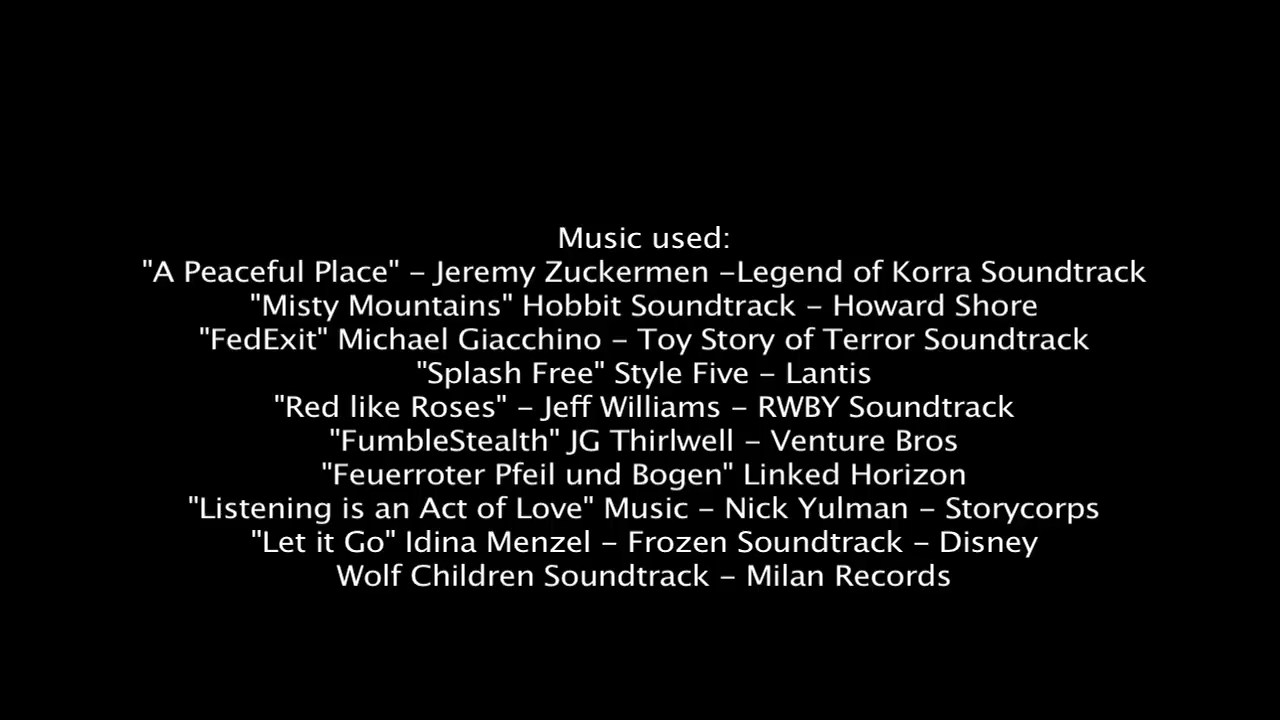 Music used:
"A Peaceful Place" – Jeremy Zuckermen –Legend of Korra Soundtrack
"Misty Mountains" Hobbit Soundtrack – Howard Shore
"FedExit" Michael Giacchino – Toy Story of Terror Soundtrack
"Splash Free" Style Five – Lantis
"Red like Roses" – Jeff Williams – RWBY Soundtrack
"FumbleStealth" JG Thirlwell – Venture Bros
"Feuerroter Pfeil und Bogen" Linked Horizon
"Listening is an Act of Love" Music – Nick Yulman – Storycorps
"Let it Go" Idina Menzel – Frozen Soundtrack – Disney
Wolf Children Soundtrack – Milan Records